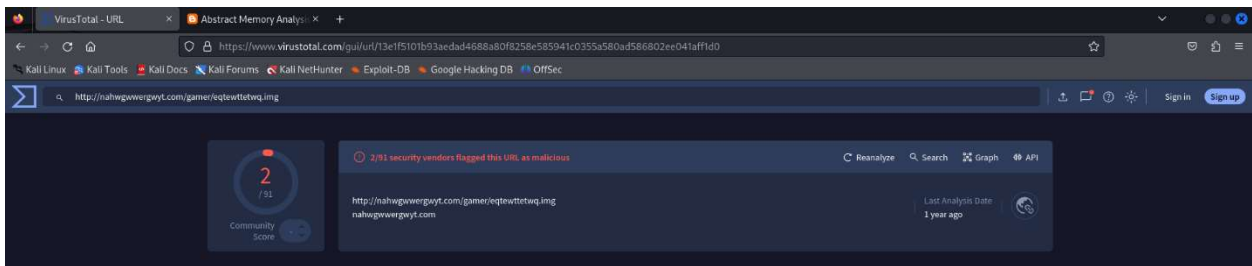 VirusTotal - URL
Abstract Memory Analysis
https://www.virustotal.com/gui/url/13e1f5101b93aedad4688a80f8258e585941c0355a580ad586802ee041aff1d0
Kali Linux Kali Tools Kali Docs Kali Forums Kali NetHunter Exploit-DB Google Hacking DB OffSec
http://nahwgwwergwyt.com/gamer/eqtewttetwq.img
Sign in
Sign up
2
/ 91
Community
Score
2/91 security vendors flagged this URL as malicious
Reanalyze Search Graph API
http://nahwgwwergwyt.com/gamer/eqtewttetwq.img
nahwgwwergwyt.com
Last Analysis Date
1 year ago